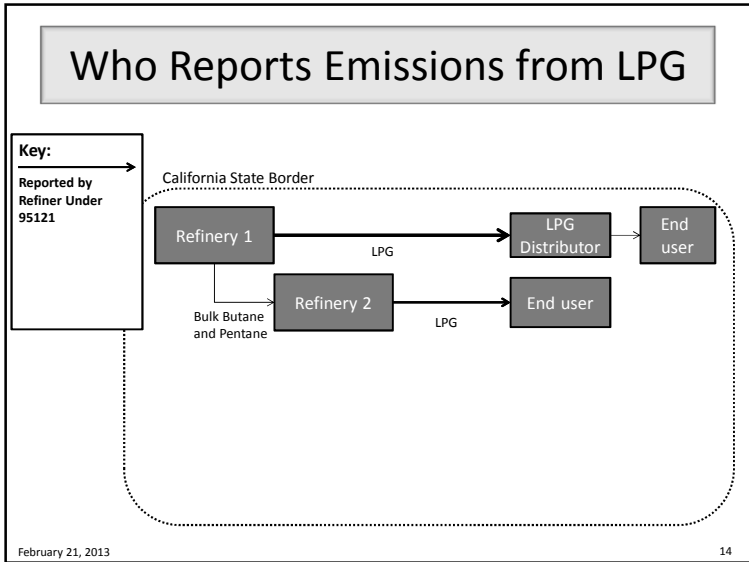 Who Reports Emissions from LPG
Key:
Reported by
Refiner Under
95121
California State Border
Refinery 1
LPG
LPG
Distributor
End
user
Bulk Butane
and Pentane
Refinery 2
LPG
End user
February 21, 2013
14